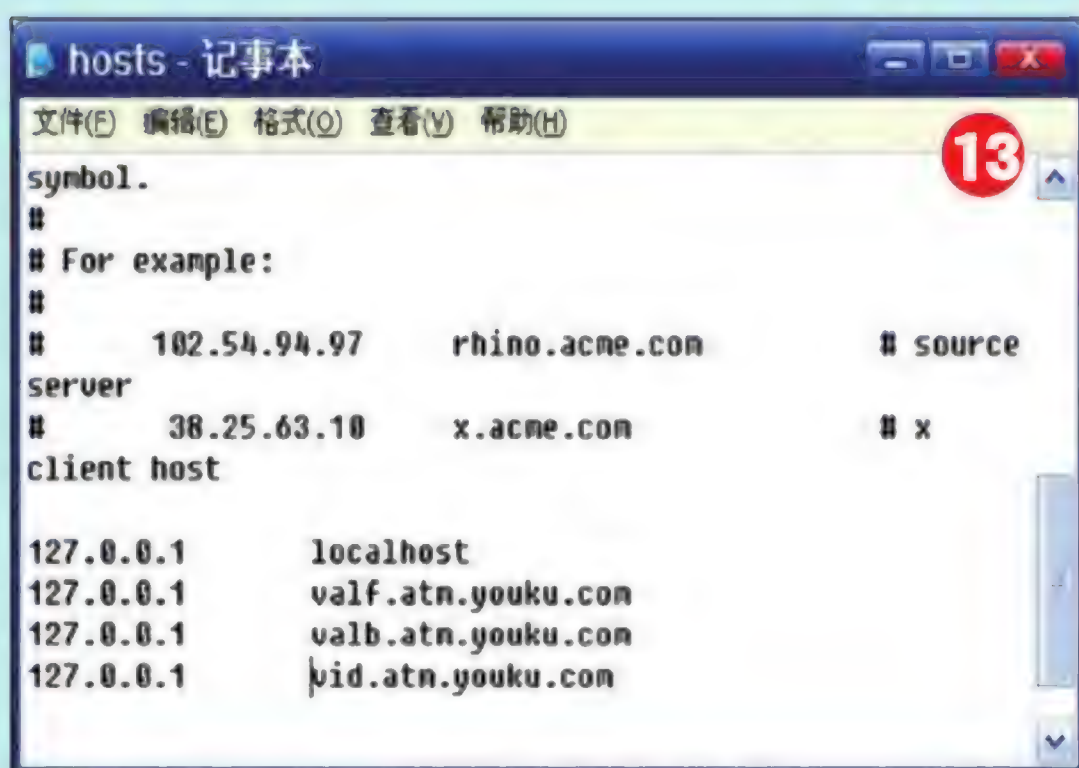 hosts - 记事本
文件(F) 编辑(E) 格式(O) 查看(V) 帮助(H)
13
symbol.
#
# For example:
#
# 102.54.94.97 rhino.acme.com # source
server
# 38.25.63.10 x.acme.com # x
client host
127.0.0.1 localhost
127.0.0.1 valf.atm.youku.com
127.0.0.1 valb.atm.youku.com
127.0.0.1 vid.atm.youku.com